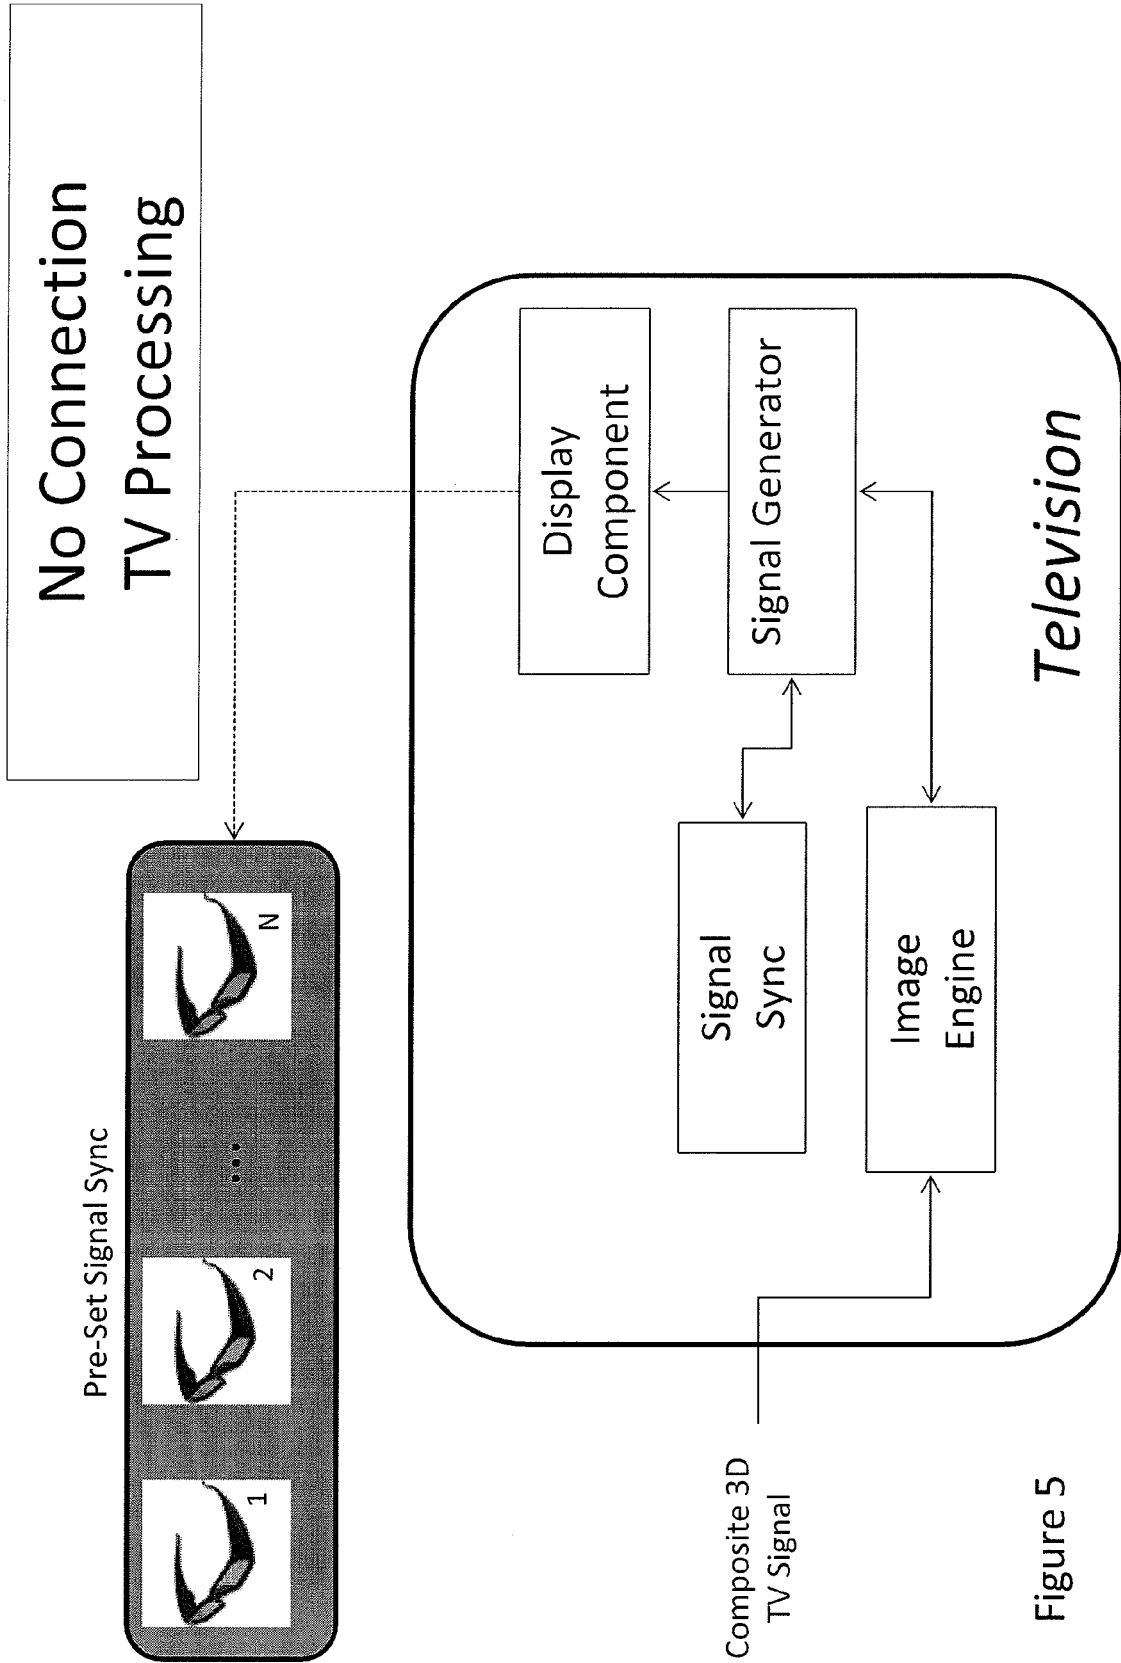 No Connection
TV Processing
Pre-Set Signal Sync
1
2
...
N
Composite 3D
TV Signal
Signal
Sync
Image
Engine
Display
Component
Signal Generator
Television
Figure 5